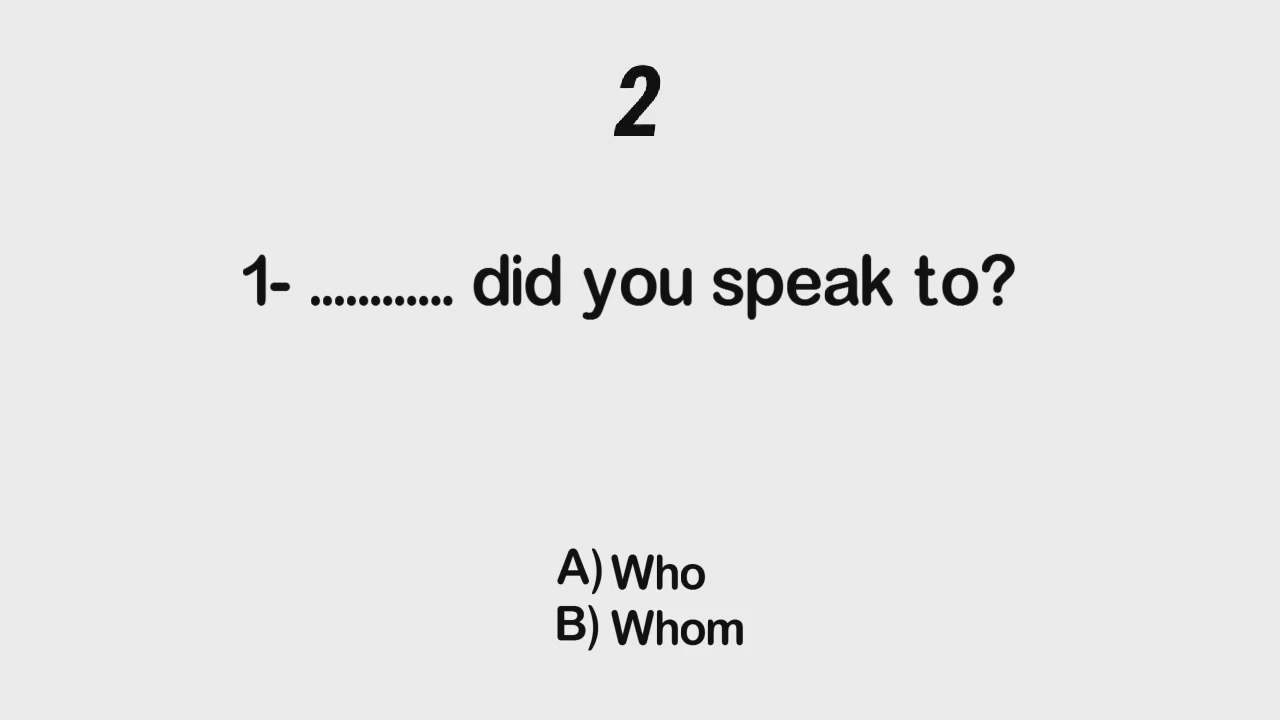 2
1- ............ did you speak to?
A) Who
B) Whom